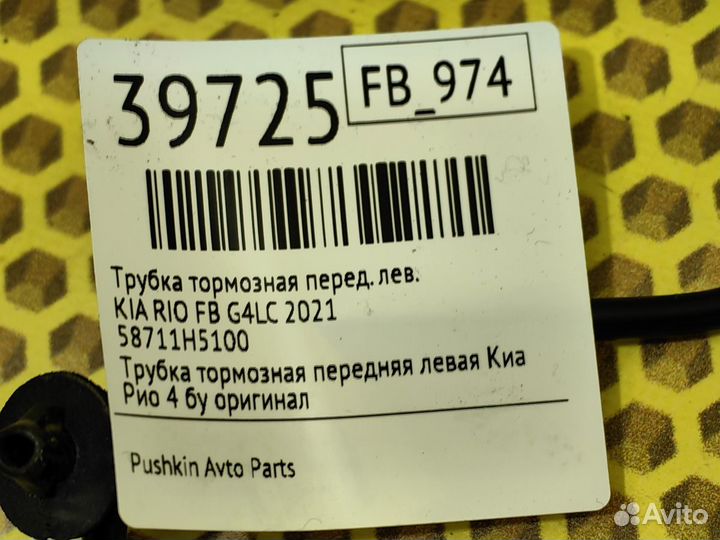 39725
FB_974
Трубка тормозная перед. лев.
KIA RIO FB G4LC 2021
58711H5100
Трубка тормозная передняя левая Киа
Рио 4 бу оригинал
Pushkin Avto Parts
Avito